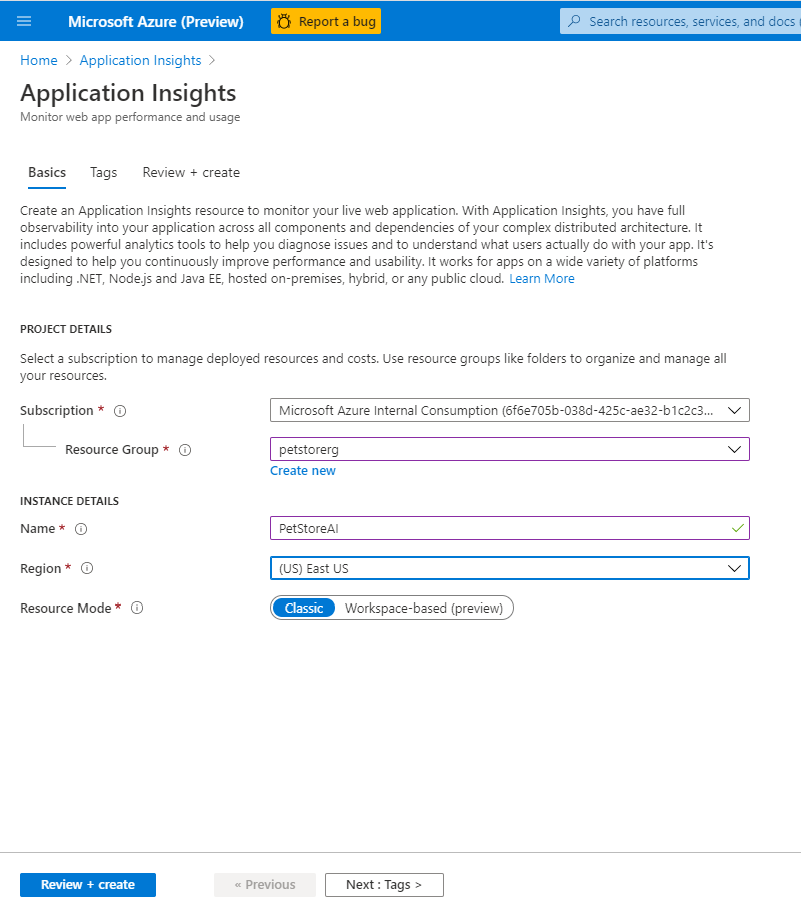 Microsoft Azure (Preview) Report a bug Search resources, services, and docs
Home > Application Insights >
Application Insights
Monitor web app performance and usage
Basics Tags Review + create
Create an Application Insights resource to monitor your live web application. With Application Insights, you have full
observability into your application across all components and dependencies of your complex distributed architecture. It
includes powerful analytics tools to help you diagnose issues and to understand what users actually do with your app. It's
designed to help you continuously improve performance and usability. It works for apps on a wide variety of platforms
including .NET, Node.js and Java EE, hosted on-premises, hybrid, or any public cloud. Learn More
PROJECT DETAILS
Select a subscription to manage deployed resources and costs. Use resource groups like folders to organize and manage all
your resources.
Subscription * Microsoft Azure Internal Consumption (6f6e705b-038d-425c-ae32-b1c2c3...
Resource Group * petstorerg
Create new
INSTANCE DETAILS
Name * PetStoreAI
Region * (US) East US
Resource Mode * Classic Workspace-based (preview)
Review + create « Previous Next : Tags >